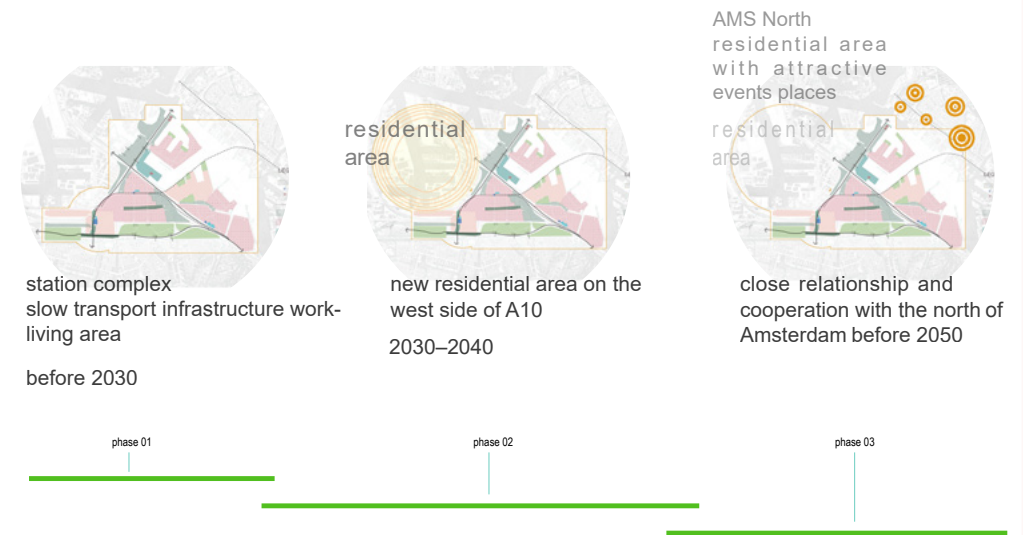 AMS North
residential area
with attractive
events places
residential
area
residential
area
station complex
slow transport infrastructure work-
living area
before 2030
new residential area on the
west side of A10
2030–2040
close relationship and
cooperation with the north of
Amsterdam before 2050
phase 01
phase 02
phase 03